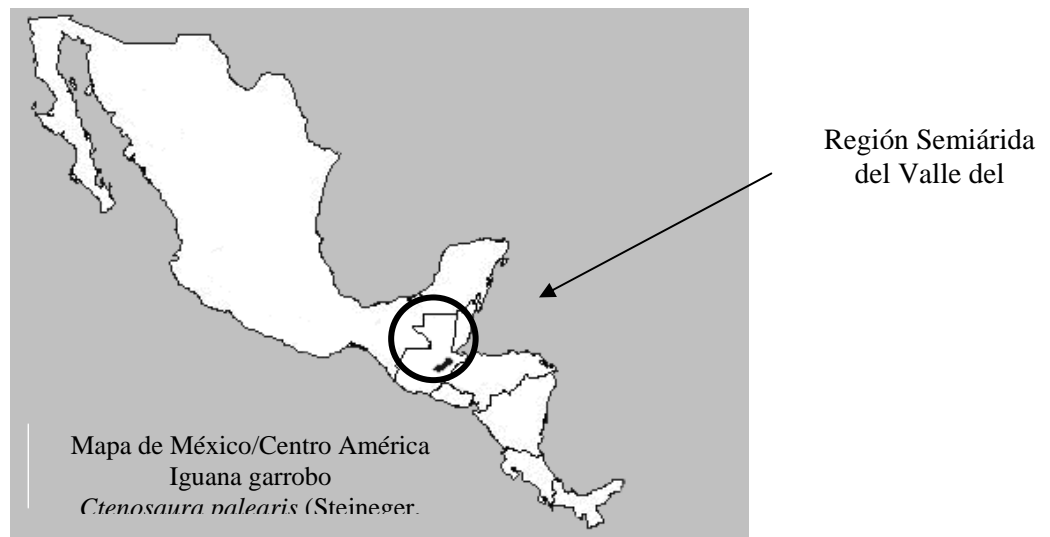 Región Semiárida
del Valle del
Mapa de México/Centro América
Iguana garrobo
Ctenosaura palearis (Steineger,